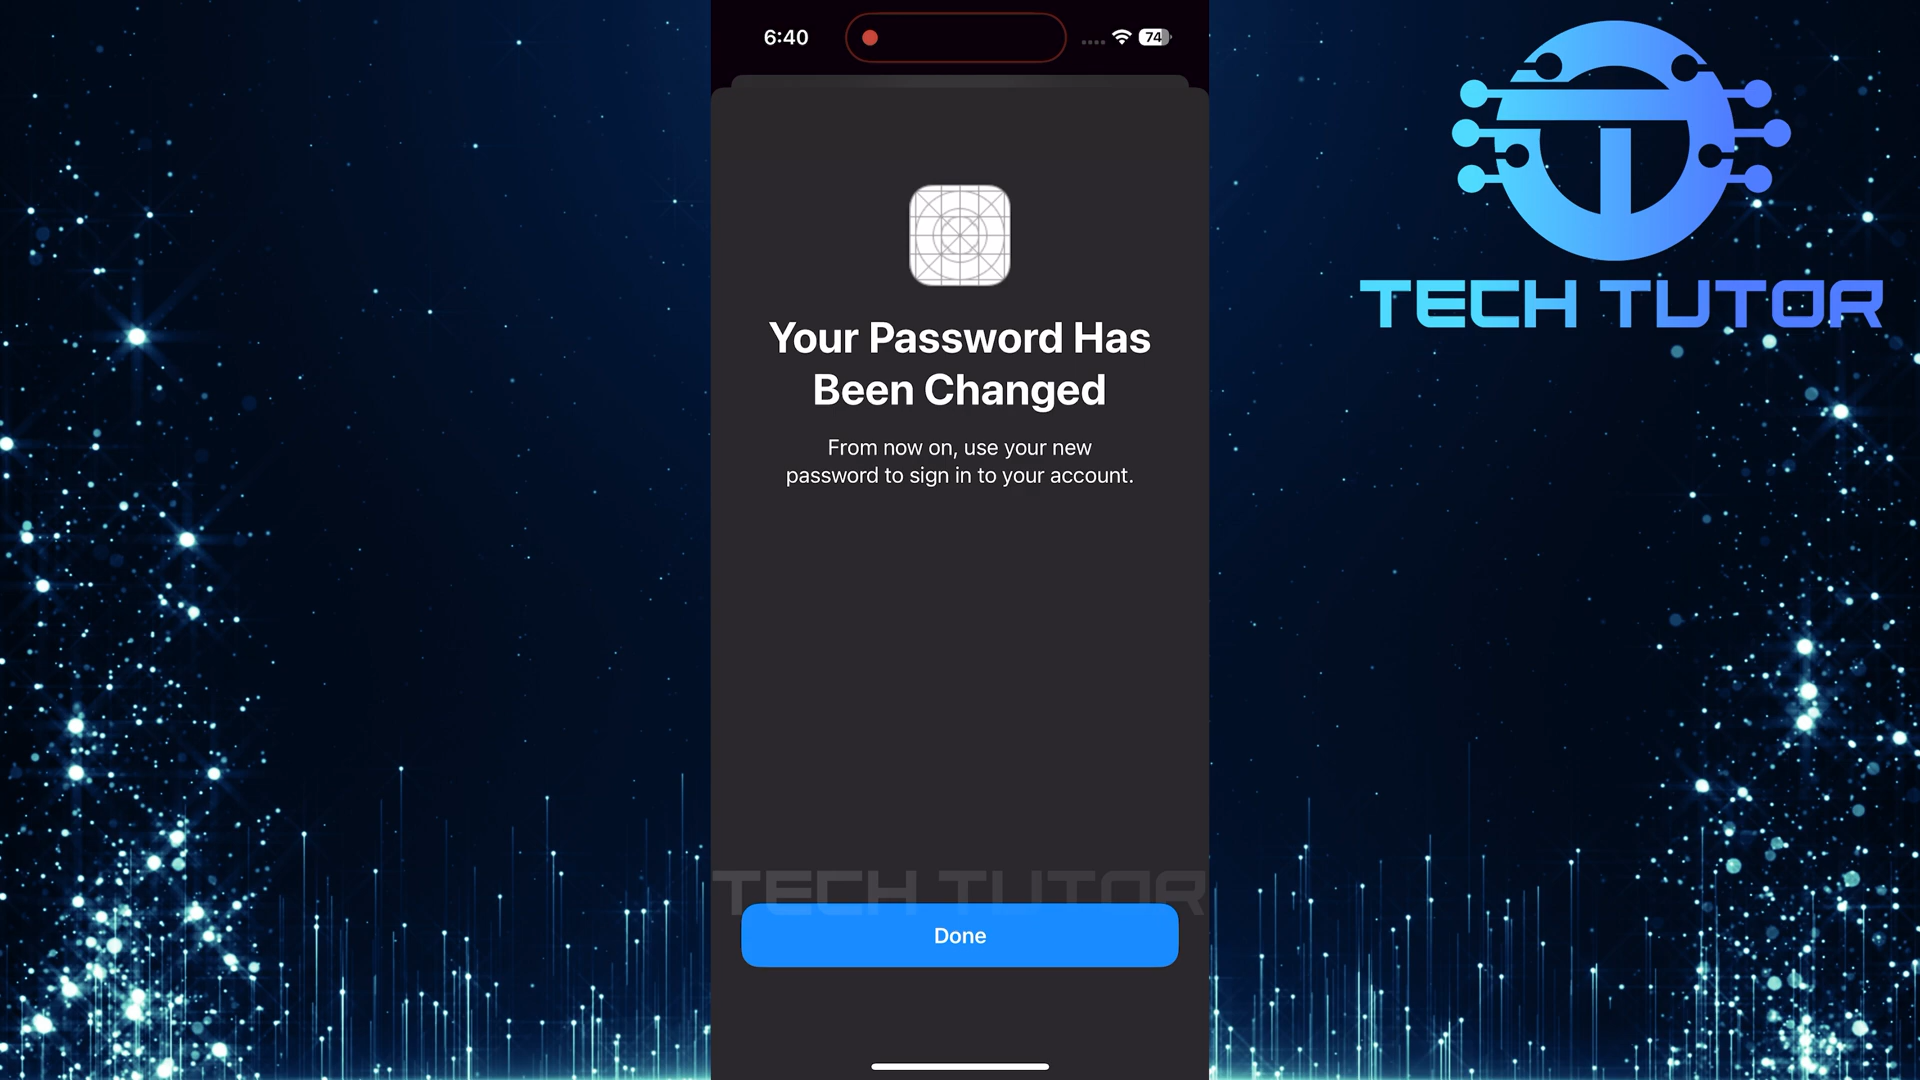 6:40
74
TECH TUTOR
Your Password Has
Been Changed
From now on, use your new
password to sign in to your account.
TECH TUTOR
Done